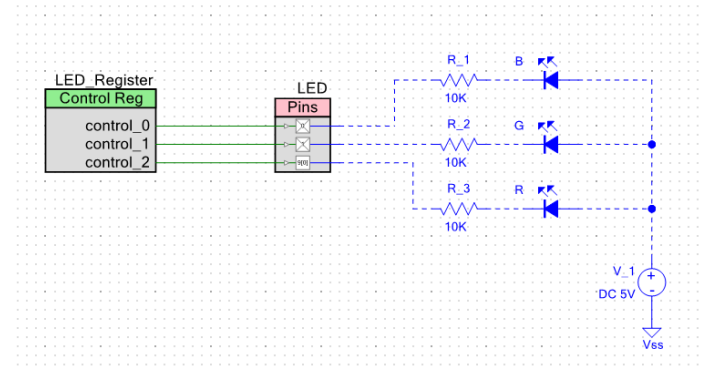 LED_Register
Control Reg
control_0
control_1
control_2
LED
Pins
R_1
10K
B
R_2
10K
G
R_3
10K
R
V_1
+
-
DC 5V
Vss